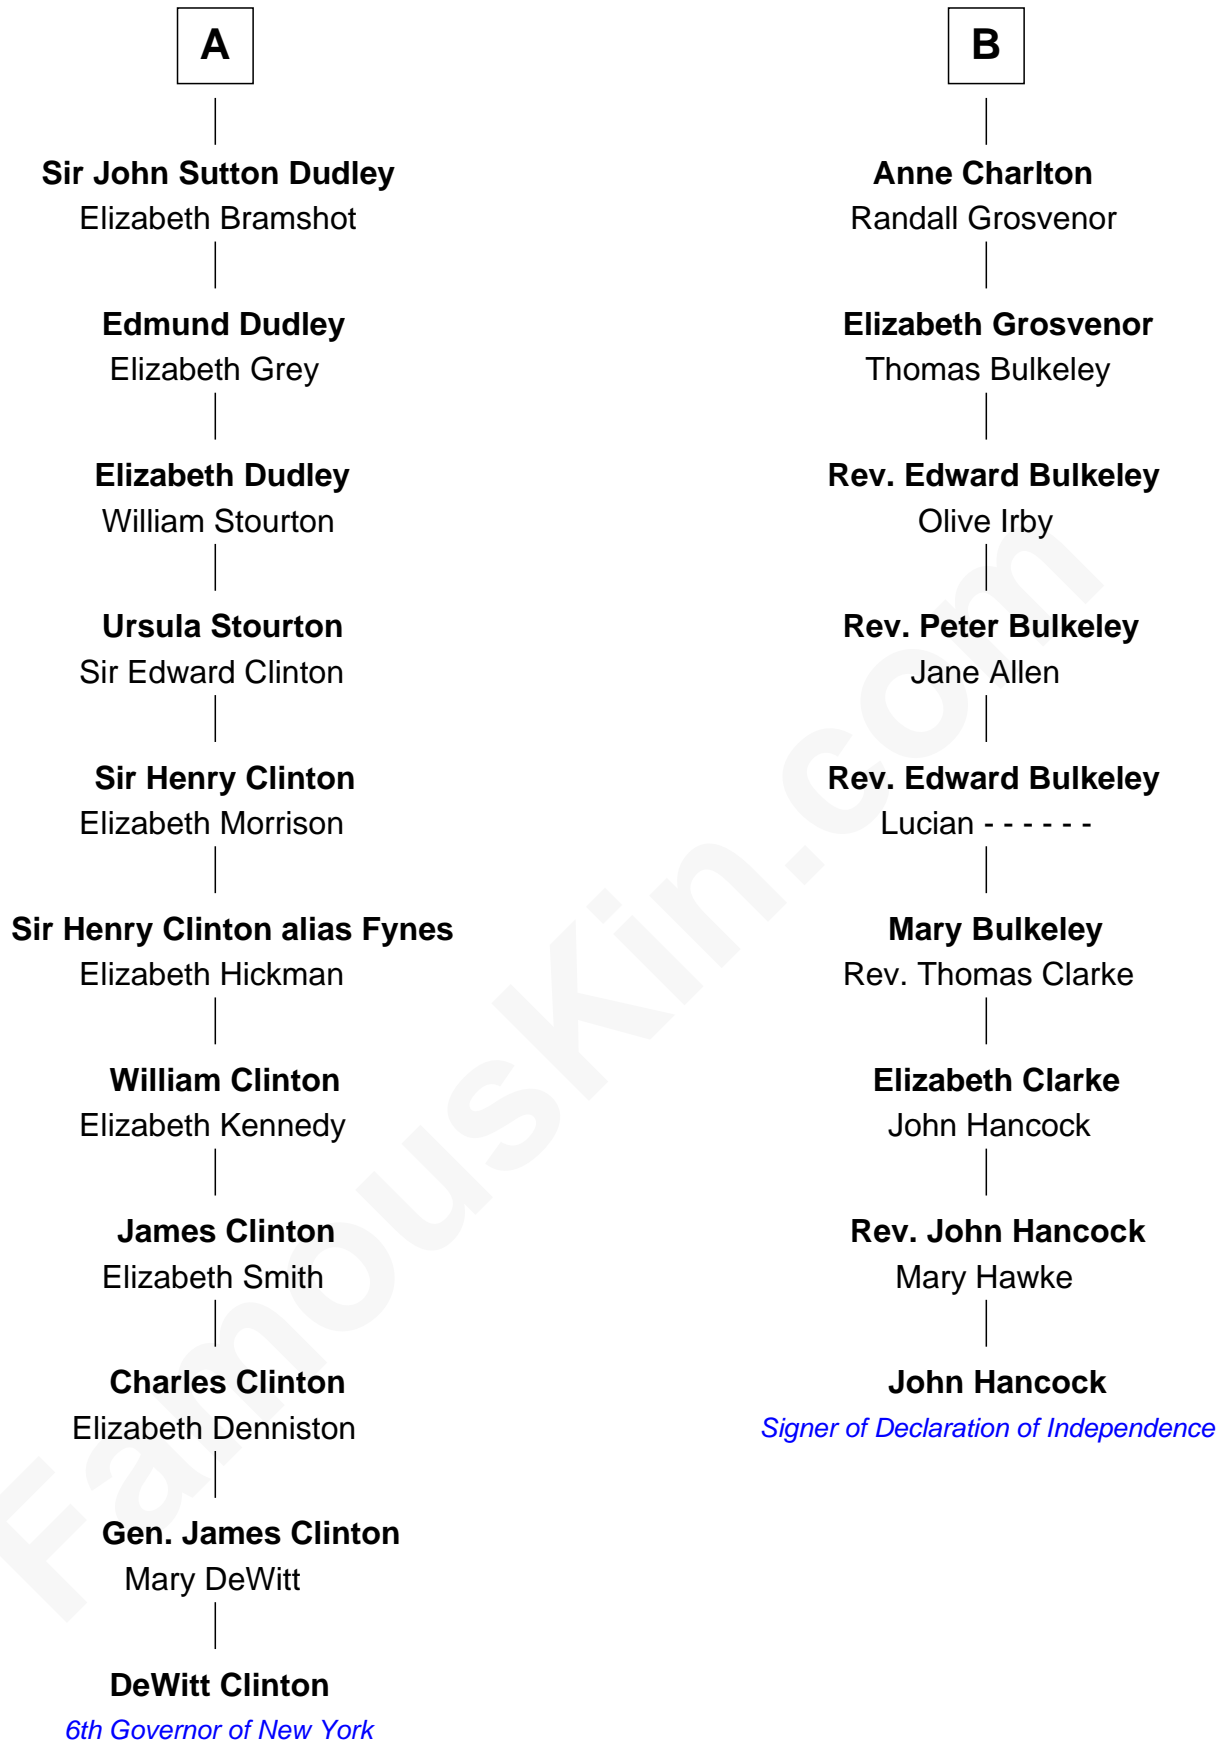 A
Sir John Sutton Dudley
Elizabeth Bramshot
Edmund Dudley
Elizabeth Grey
Elizabeth Dudley
William Stourton
Ursula Stourton
Sir Edward Clinton
Sir Henry Clinton
Elizabeth Morrison
Sir Henry Clinton alias Fynes
Elizabeth Hickman
William Clinton
Elizabeth Kennedy
James Clinton
Elizabeth Smith
Charles Clinton
Elizabeth Denniston
Gen. James Clinton
Mary DeWitt
DeWitt Clinton
6th Governor of New York
B
Anne Charlton
Randall Grosvenor
Elizabeth Grosvenor
Thomas Bulkeley
Rev. Edward Bulkeley
Olive Irby
Rev. Peter Bulkeley
Jane Allen
Rev. Edward Bulkeley
Lucian - - - - - -
Mary Bulkeley
Rev. Thomas Clarke
Elizabeth Clarke
John Hancock
Rev. John Hancock
Mary Hawke
John Hancock
Signer of Declaration of Independence
FamousKin.com